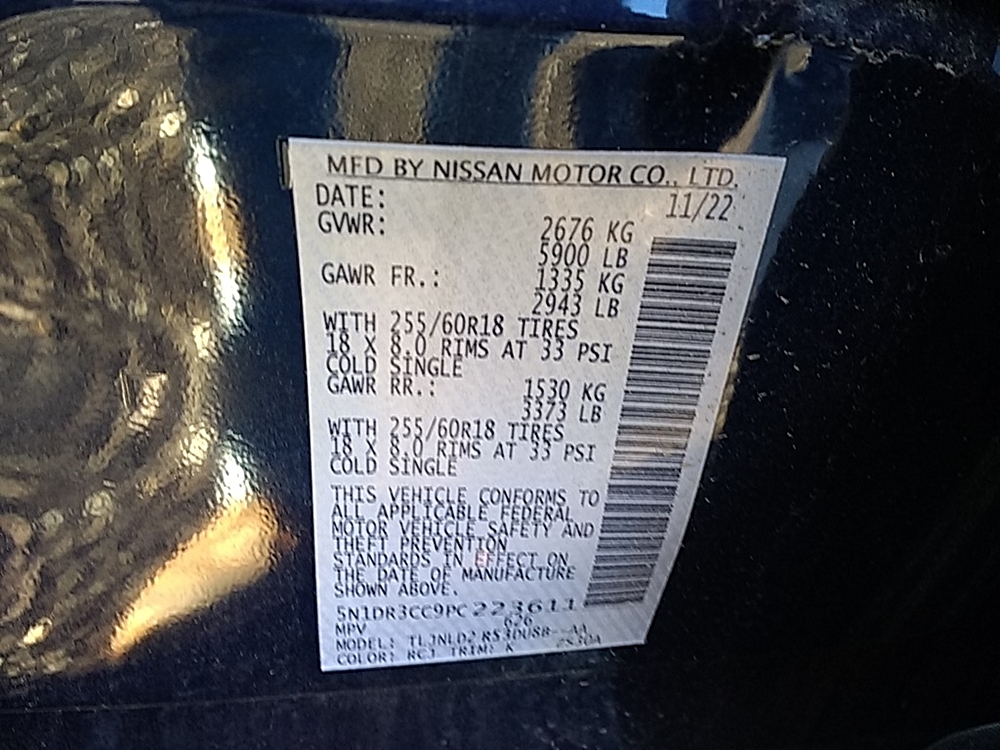 MFD BY NISSAN MOTOR CO., LTD.
DATE: 11/22
GVWR: 2676 KG
5900 LB
GAWR FR.: 1335 KG
2943 LB
WITH 255/60R18 TIRES
18 X 8.0 RIMS AT 33 PSI
COLD SINGLE
GAWR RR.: 1530 KG
3373 LB
WITH 255/60R18 TIRES
18 X 8.0 RIMS AT 33 PSI
COLD SINGLE
THIS VEHICLE CONFORMS TO
ALL APPLICABLE FEDERAL
MOTOR VEHICLE SAFETY AND
THEFT PREVENTION
STANDARDS IN EFFECT ON
THE DATE OF MANUFACTURE
SHOWN ABOVE.
5N1DR3CC9PC223611
MPV 626
MODEL:
COLOR: RCJ TRIM: K